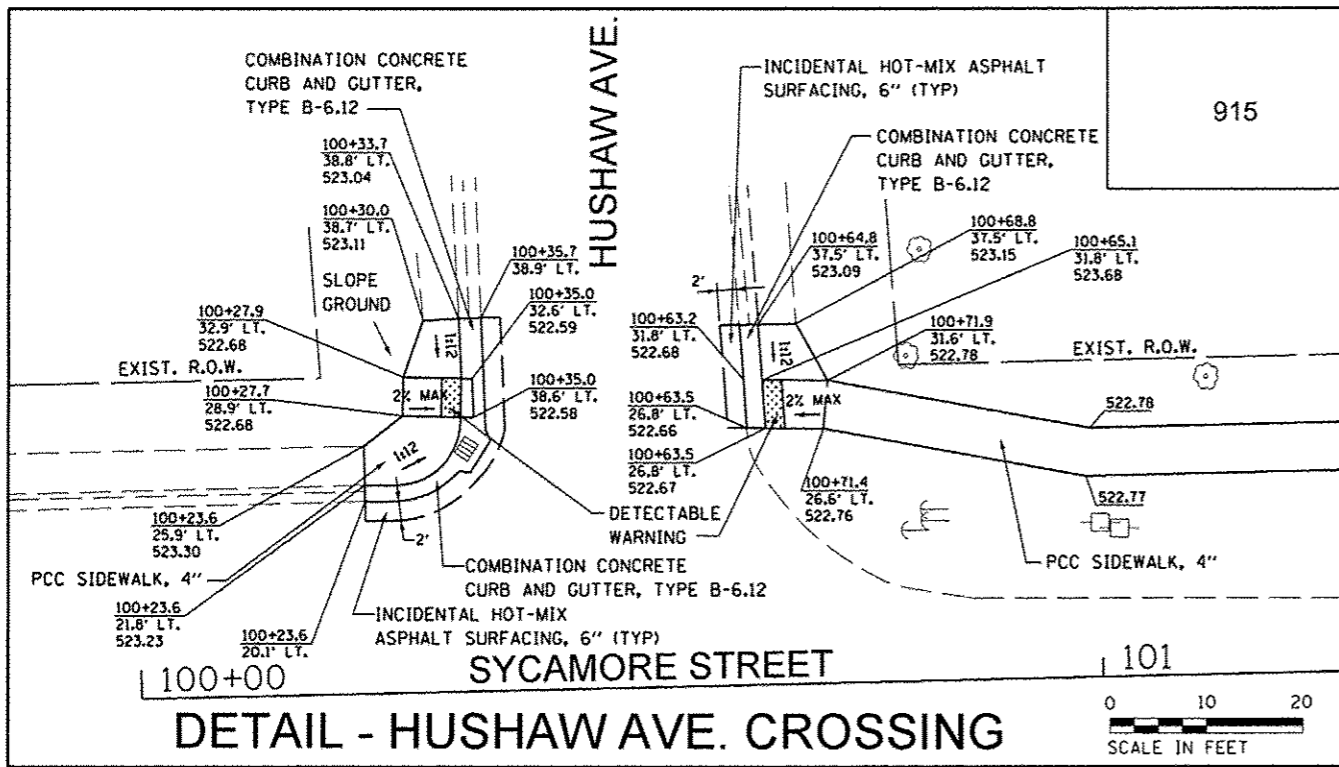 COMBINATION CONCRETE
CURB AND GUTTER,
TYPE B-6.12
100+33.7
38.8' LT.
523.04
100+30.0
38.7' LT.
523.11
SLOPE
GROUND
100+27.9
32.9' LT.
522.68
EXIST. R.O.W.
100+27.7
28.9' LT.
522.68
100+23.6
25.9' LT.
523.30
PCC SIDEWALK, 4"
100+23.6
21.8' LT.
523.23
100+23.6
20.1' LT.
1:12
2% MAX
1:12
2'
HUSHAW AVE.
100+35.7
38.9' LT.
100+35.0
32.6' LT.
522.59
100+35.0
38.6' LT.
522.58
DETECTABLE
WARNING
COMBINATION CONCRETE
CURB AND GUTTER, TYPE B-6.12
INCIDENTAL HOT-MIX
ASPHALT SURFACING, 6" (TYP)
INCIDENTAL HOT-MIX ASPHALT
SURFACING, 6" (TYP)
COMBINATION CONCRETE
CURB AND GUTTER,
TYPE B-6.12
915
2'
100+64.8
37.5' LT.
523.09
100+68.8
37.5' LT.
523.15
100+65.1
31.8' LT.
523.68
100+63.2
31.8' LT.
522.68
1:12
100+71.9
31.6' LT.
522.78
EXIST. R.O.W.
2% MAX
100+63.5
26.8' LT.
522.66
100+63.5
26.8' LT.
522.67
100+71.4
26.6' LT.
522.76
522.78
522.77
PCC SIDEWALK, 4"
100+00
SYCAMORE STREET
101
DETAIL - HUSHAW AVE. CROSSING
0 10 20
SCALE IN FEET